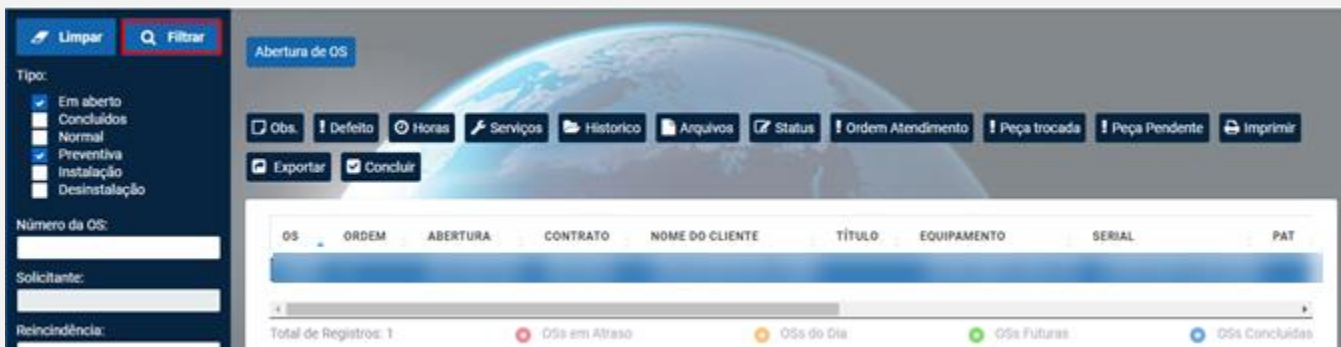 Limpar
Filtrar
Tipo:
Em aberto
Concluídos
Normal
Preventiva
Instalação
Desinstalação
Número da OS:
Solicitante:
Reincindência:
Abertura de OS
Obs. Defeito Horas Serviços Historico Arquivos Status Ordem Atendimento Peça trocada Peça Pendente Imprimir
Exportar Concluir
OS ORDEM ABERTURA CONTRATO NOME DO CLIENTE TÍTULO EQUIPAMENTO SERIAL PAT
Total de Registros: 1 OSs em Atraso OSs do Dia OSs Futuras OSs Concluídas